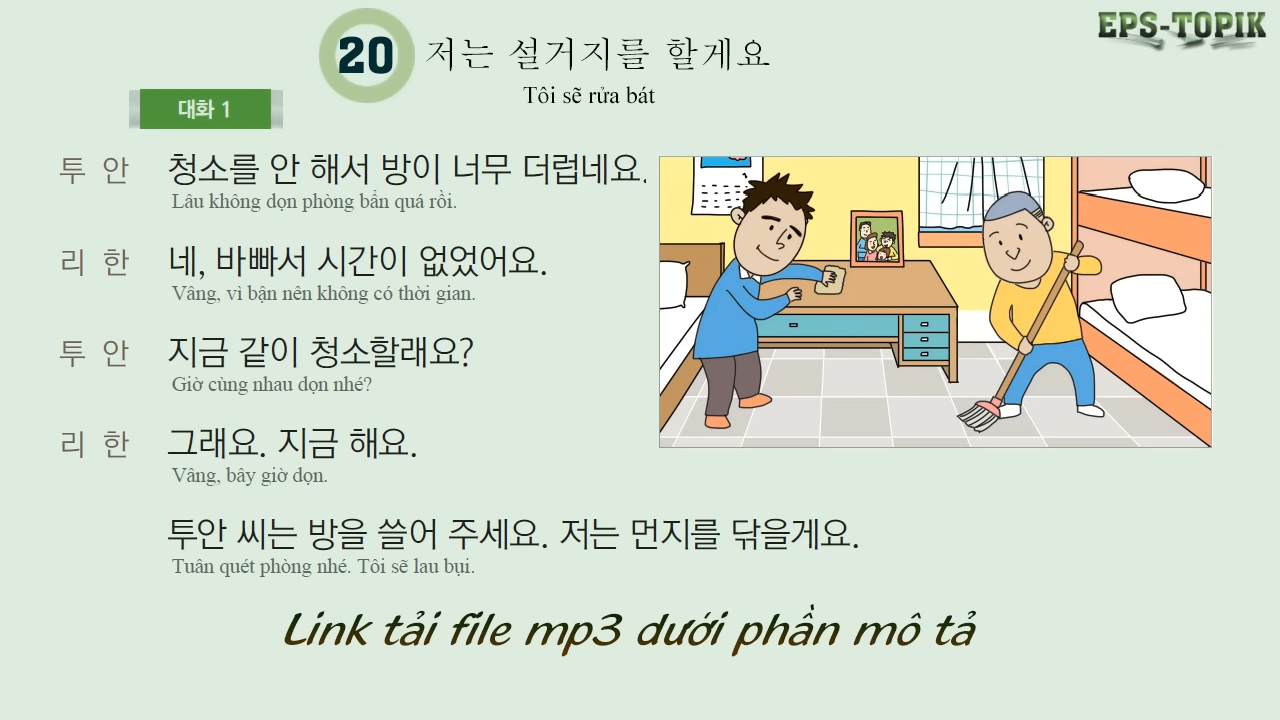 EPS-TOPIK
20 저는 설거지를 할게요
Tôi sẽ rửa bát
대화 1
투 안 청소를 안 해서 방이 너무 더럽네요.
Lâu không dọn phòng bẩn quá rồi.
리 한 네, 바빠서 시간이 없었어요.
Vâng, vì bận nên không có thời gian.
투 안 지금 같이 청소할래요?
Giờ cùng nhau dọn nhé?
리 한 그래요. 지금 해요.
Vâng, bây giờ dọn.
투안 씨는 방을 쓸어 주세요. 저는 먼지를 닦을게요.
Tuân quét phòng nhé. Tôi sẽ lau bụi.
Link tải file mp3 dưới phần mô tả